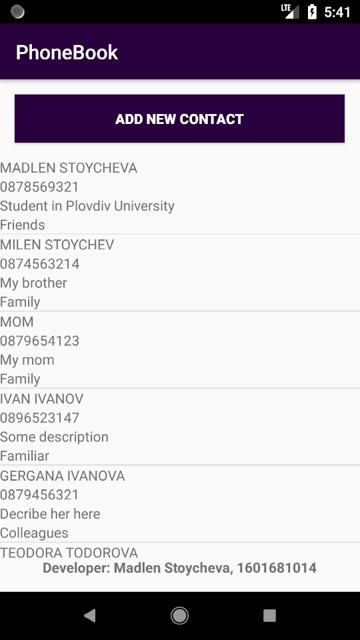 LTE 5:41
PhoneBook
ADD NEW CONTACT
MADLEN STOYCHEVA
0878569321
Student in Plovdiv University
Friends
MILEN STOYCHEV
0874563214
My brother
Family
MOM
0879654123
My mom
Family
IVAN IVANOV
0896523147
Some description
Familiar
GERGANA IVANOVA
0879456321
Decribe her here
Colleagues
TEODORA TODOROVA
Developer: Madlen Stoycheva, 1601681014